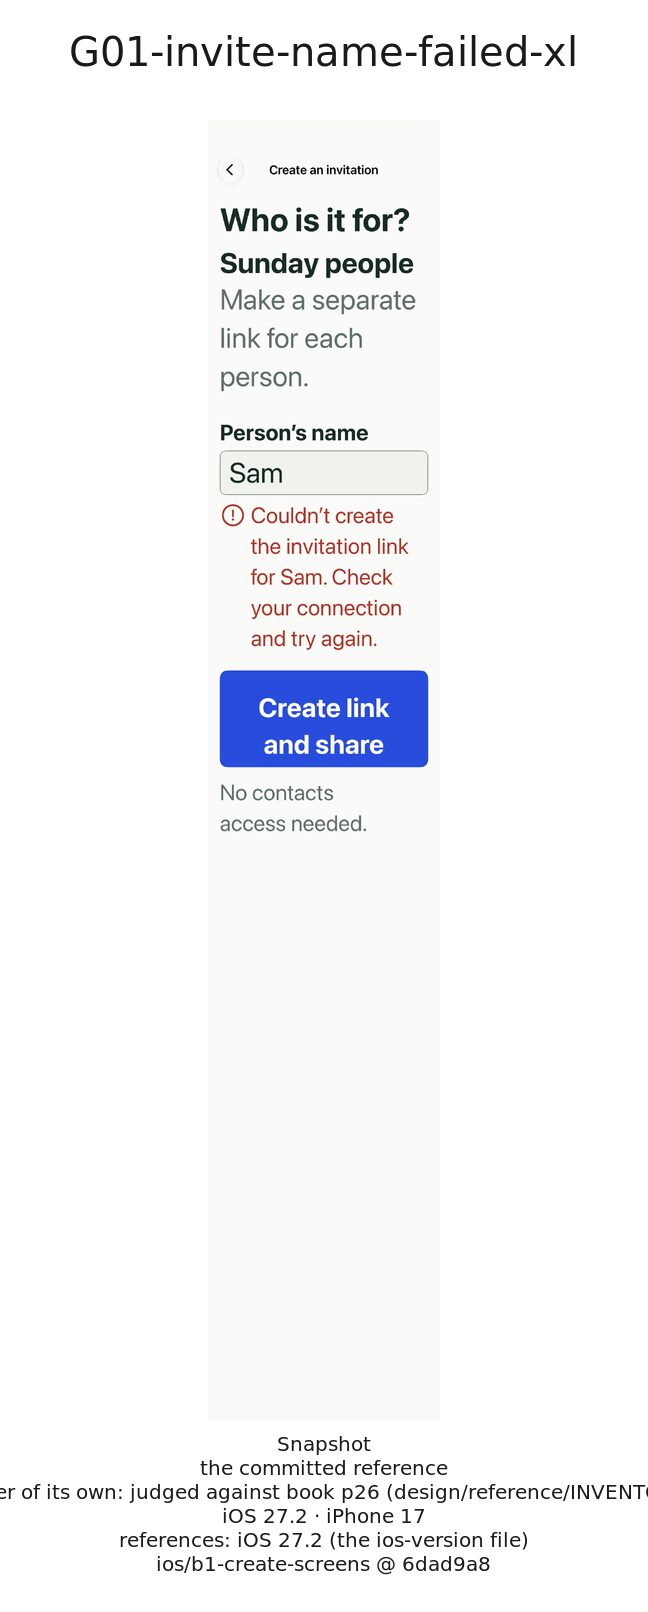 G01-invite-name-failed-xl
Create an invitation
Who is it for?
Sunday people
Make a separate
link for each
person.
Person’s name
Sam
Couldn’t create
the invitation link
for Sam. Check
your connection
and try again.
Create link
and share
No contacts
access needed.
Snapshot
the committed reference
of its own: judged against book p26 (design/reference/
iOS 27.2 · iPhone 17
references: iOS 27.2 (the ios-version file)
ios/b1-create-screens @ 6dad9a8